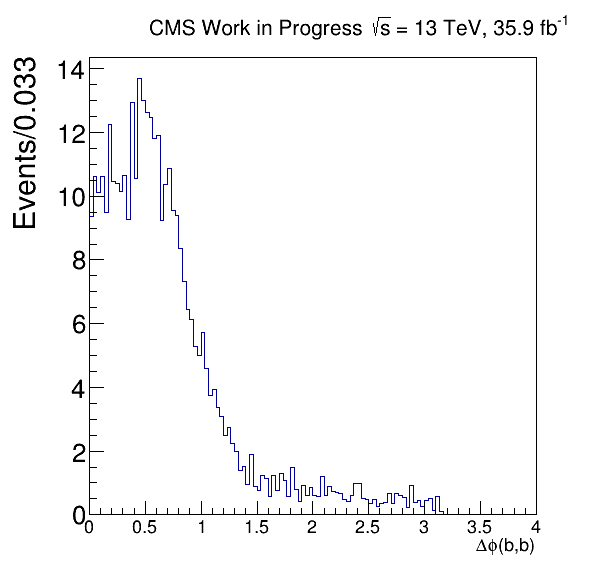 CMS Work in Progress √s = 13 TeV, 35.9 fb⁻¹
Events/0.033
14
12
10
8
6
4
2
0
0 0.5 1 1.5 2 2.5 3 3.5 4
Δϕ(b,b)